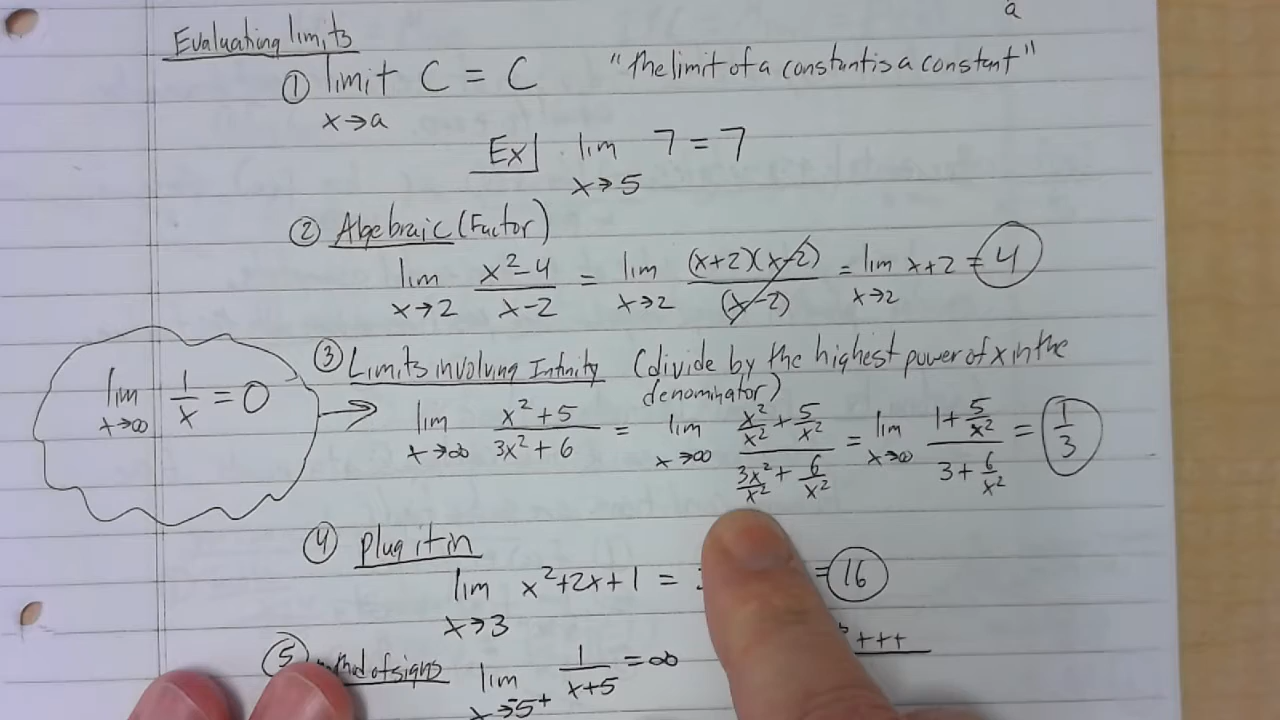 a
Evaluating limits
① limit C = C "the limit of a constant is a constant"
x→a
Ex| lim 7 = 7
x→5
② Algebraic (Factor)
lim x²-4 / x-2 = lim (x+2)(x-2) / (x-2) = lim x+2 = 4
x→2 x→2 x→2
③ Limits involving Infinity (divide by the highest power of x in the
denominator)
lim 1/x = 0
x→∞
lim x²+5 / 3x²+6 = lim x²/x² + 5/x² / 3x²/x² + 6/x² = lim 1+5/x² / 3+6/x² = 1/3
x→∞ x→∞ x→∞
④ plug it in
lim x²+2x+1 = = 16
x→3
⑤ of signs lim 1/x+5 = ∞ +++
x→-5+